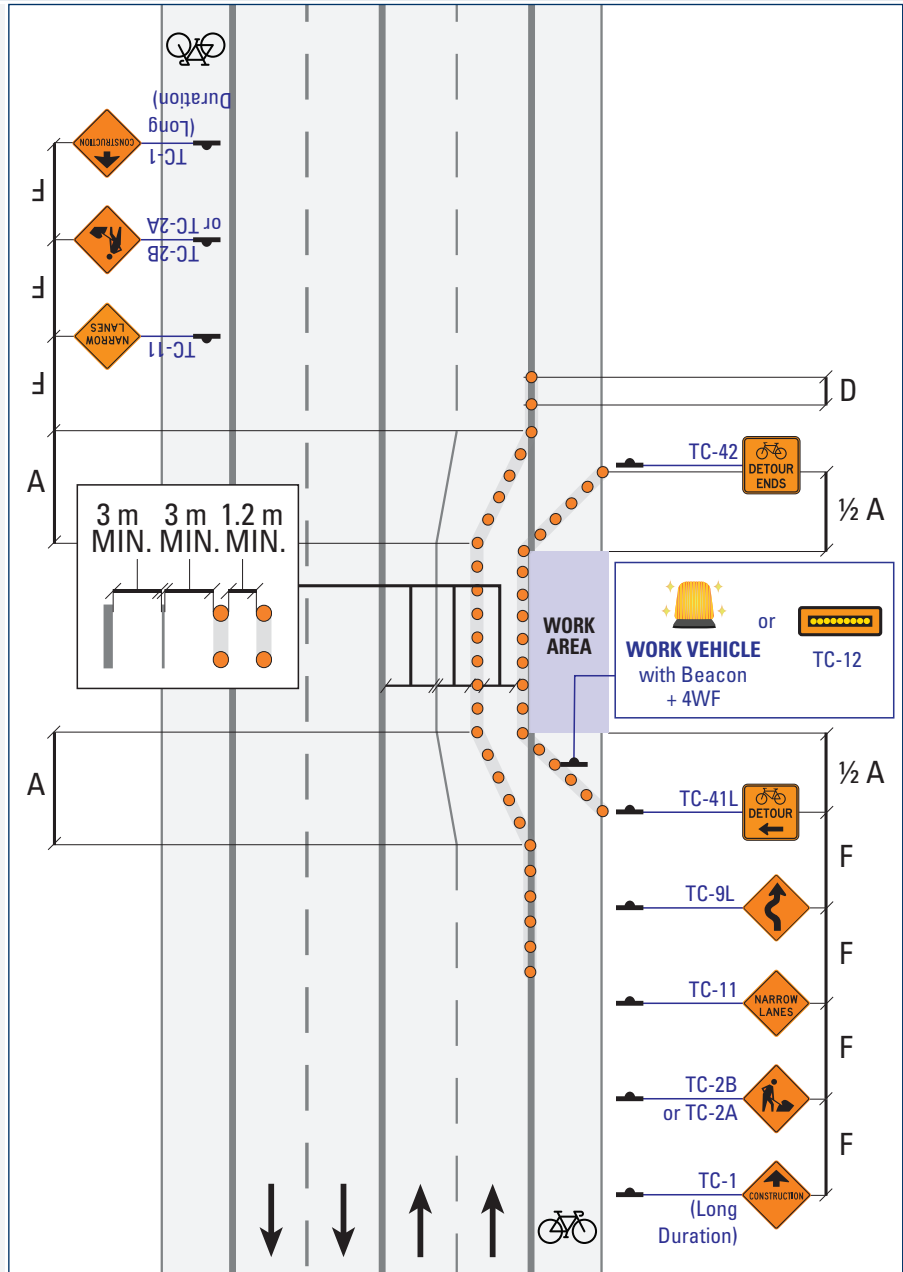 CONSTRUCTION
TC-1
(Long
Duration)
F
TC-2B
or TC-2A
F
NARROW
LANES
TC-11
F
D
A
TC-42
DETOUR
ENDS
½ A
3 m 3 m 1.2 m
MIN. MIN. MIN.
WORK
AREA
WORK VEHICLE
with Beacon
+ 4WF
or
TC-12
A
½ A
TC-41L
DETOUR
F
TC-9L
F
TC-11
NARROW
LANES
F
TC-2B
or TC-2A
F
TC-1
(Long
Duration)
CONSTRUCTION